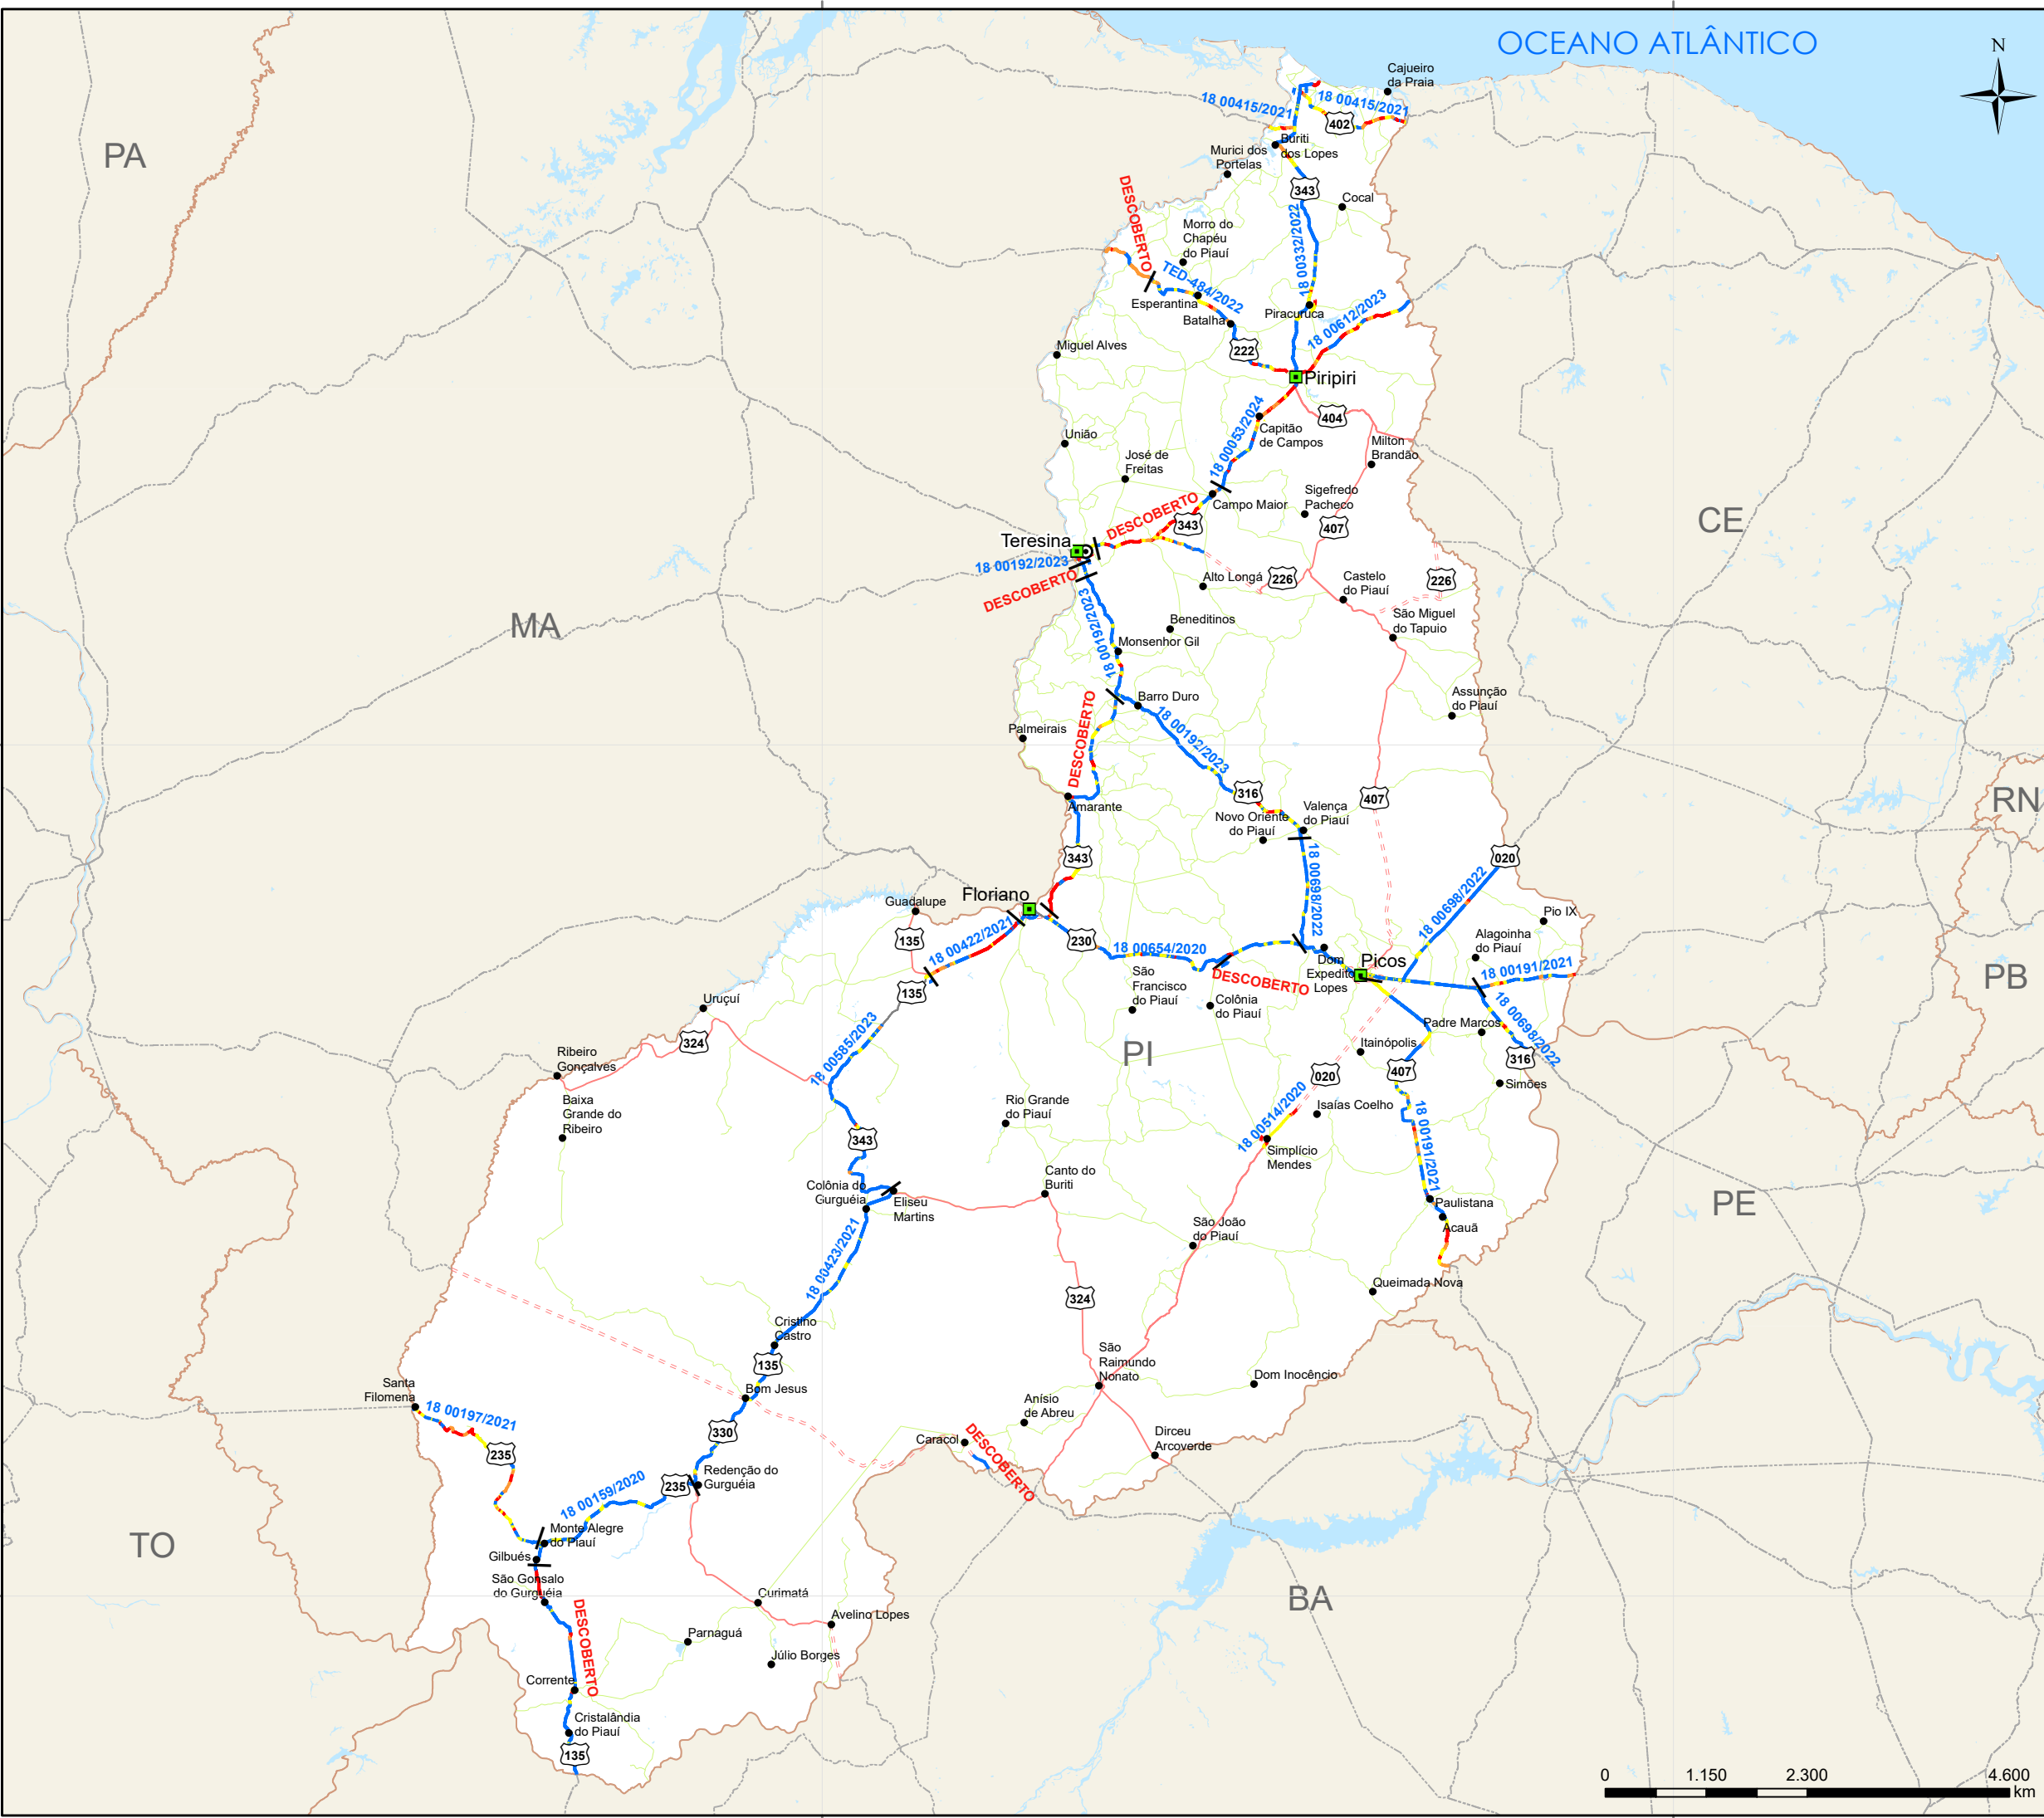 OCEANO ATLÂNTICO
N
Cajueiro
da Praia
18 00415/2021
18 00415/2021
402
Buriti
dos Lopes
Murici dos
Portelas
PA
343
DESCOBERTO
Cocal
Morro do
Chapéu
do Piauí
18 00332/2022
TED-484/2022
Esperantina
Piracuruca
18 00612/2023
Batalha
Miguel Alves
222
Piripiri
18 00053/2024
404
Capitão
de Campos
União
Milton
Brandão
José de
Freitas
Sigefredo
Pacheco
Campo Maior
DESCOBERTO
343
407
CE
Teresina
18 00192/2023
DESCOBERTO
Alto Longá
226
226
Castelo
do Piauí
São Miguel
do Tapuio
MA
18 00192/2023
Beneditinos
Monsenhor Gil
Barro Duro
Assunção
do Piauí
DESCOBERTO
18 00192/2023
Palmeirais
316
407
RN
Amarante
Valença
do Piauí
Novo Oriente
do Piauí
343
18 00698/2022
020
18 00698/2022
Floriano
Guadalupe
Pio IX
135
18 00422/2021
230
18 00654/2020
Alagoinha
do Piauí
Dom
Expedito
Lopes
Picos
18 00191/2021
PB
DESCOBERTO
São
Francisco
do Piauí
Colônia
do Piauí
135
Uruçuí
324
18 00585/2023
18 00698/2022
Padre Marcos
316
PI
Itainópolis
407
020
Ribeiro
Gonçalves
Simões
Baixa
Grande do
Ribeiro
Rio Grande
do Piauí
Isaías Coelho
18 00514/2020
18 00191/2021
343
Simplício
Mendes
Canto do
Buriti
Colônia do
Gurguéia
Eliseu
Martins
Paulistana
Acauã
PE
São João
do Piauí
18 00423/2021
Queimada Nova
324
Cristino
Castro
135
São
Raimundo
Nonato
Dom Inocêncio
Santa
Filomena
Bom Jesus
18 00197/2021
Anísio
de Abreu
330
Caracol
DESCOBERTO
Dirceu
Arcoverde
235
Redenção do
Gurguéia
235
18 00159/2020
TO
Monte Alegre
do Piauí
Gilbués
São Gonsalo
do Gurguéia
Curimatá
BA
DESCOBERTO
Avelino Lopes
Parnaguá
Júlio Borges
Corrente
Cristalândia
do Piauí
135
0 1.150 2.300 4.600
km